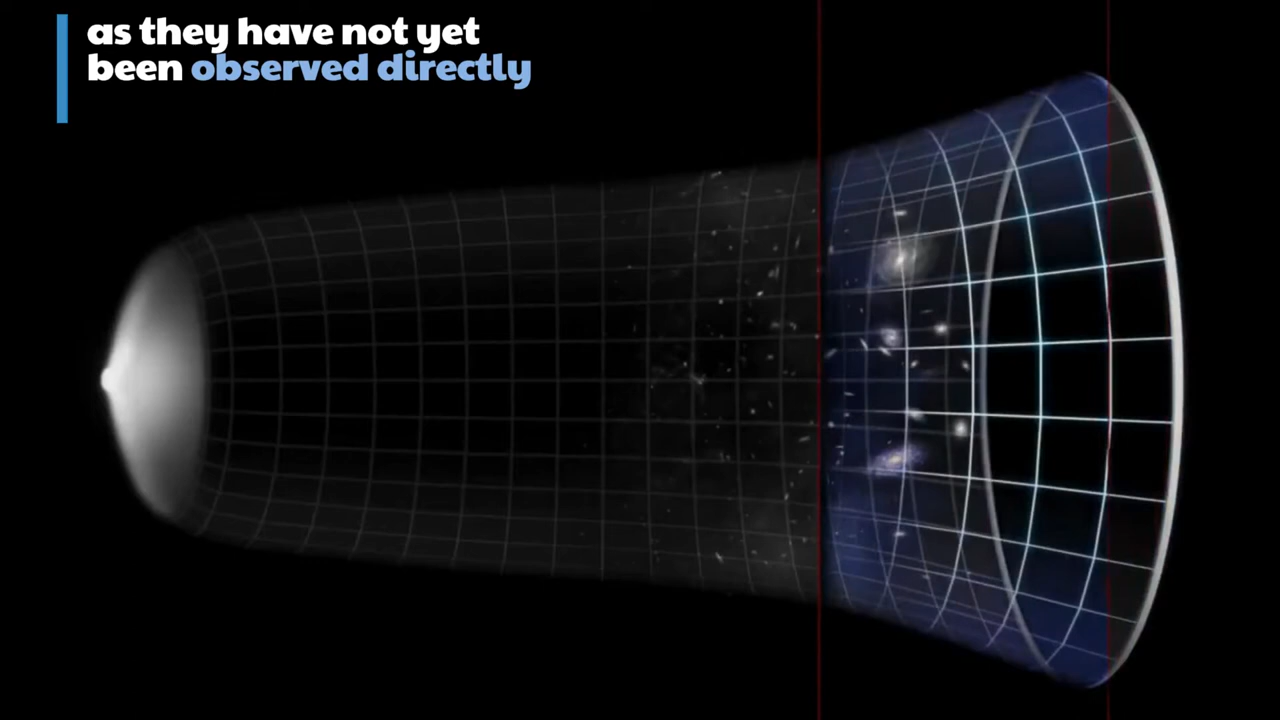 as they have not yet
been observed directly